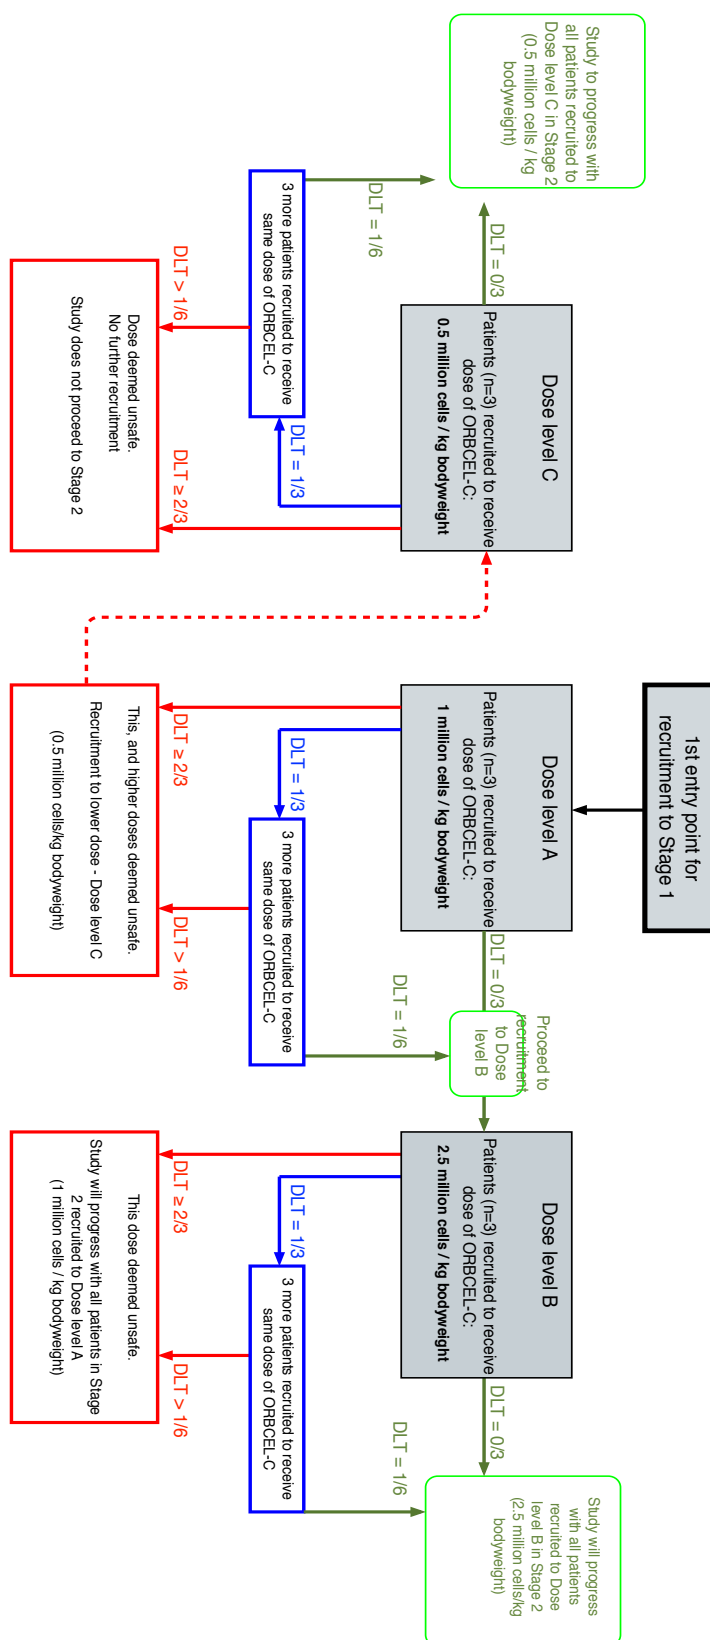 1st entry point for
recruitment to Stage 1
Study to progress with
all patients recruited to
Dose level C in Stage 2
(0.5 million cells / kg
bodyweight)
DLT = 0/3
Dose level C
Patients (n=3) recruited to receive
dose of ORBCEL-C:
0.5 million cells / kg bodyweight
DLT = 1/6
3 more patients recruited to receive
same dose of ORBCEL-C
DLT = 1/3
DLT > 1/6
DLT ≥ 2/3
Dose deemed unsafe.
No further recruitment
Study does not proceed to Stage 2
Dose level A
Patients (n=3) recruited to receive
dose of ORBCEL-C:
1 million cells / kg bodyweight
DLT = 0/3
Proceed to
recruitment
to Dose
level B
DLT = 1/3
3 more patients recruited to receive
same dose of ORBCEL-C
DLT = 1/6
DLT ≥ 2/3
DLT > 1/6
This, and higher doses deemed unsafe.
Recruitment to lower dose - Dose level C
(0.5 million cells/kg bodyweight)
Dose level B
Patients (n=3) recruited to receive
dose of ORBCEL-C:
2.5 million cells / kg bodyweight
DLT = 0/3
Study will progress
with all patients
recruited to Dose
level B in Stage 2
(2.5 million cells/kg
bodyweight)
DLT = 1/3
3 more patients recruited to receive
same dose of ORBCEL-C
DLT = 1/6
DLT ≥ 2/3
DLT > 1/6
This dose deemed unsafe.
Study will progress with all patients in Stage
2 recruited to Dose level A
(1 million cells / kg bodyweight)